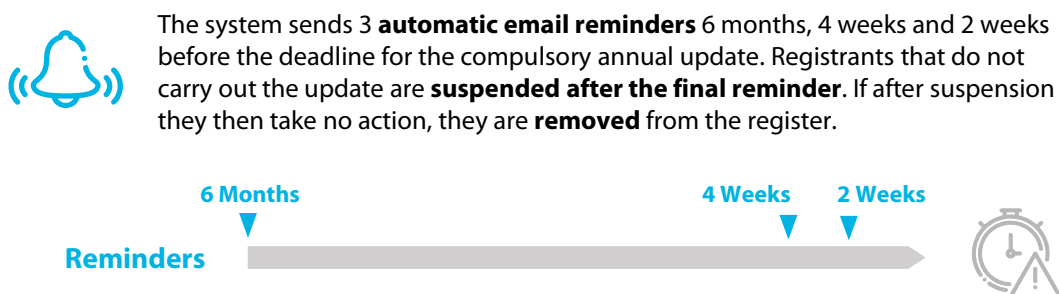 The system sends 3 automatic email reminders 6 months, 4 weeks and 2 weeks
before the deadline for the compulsory annual update. Registrants that do not
carry out the update are suspended after the final reminder. If after suspension
they then take no action, they are removed from the register.
6 Months 4 Weeks 2 Weeks
Reminders